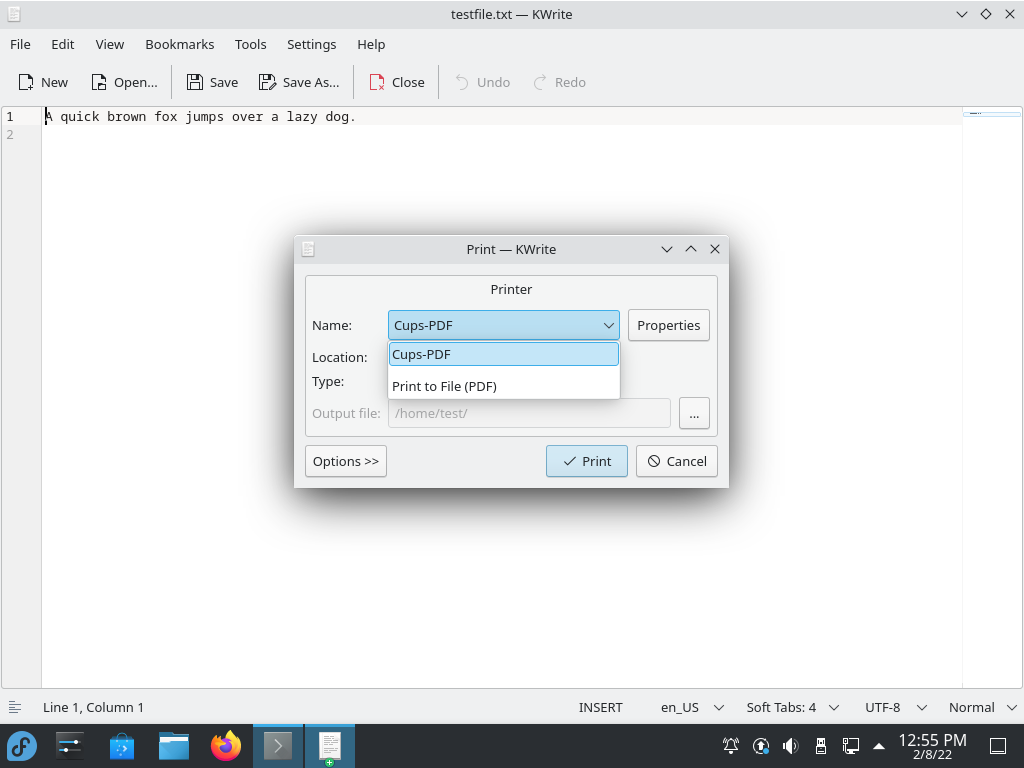 testfile.txt — KWrite
File Edit View Bookmarks Tools Settings Help
New Open... Save Save As... Close Undo Redo
1 A quick brown fox jumps over a lazy dog.
2
Print — KWrite
Printer
Name: Cups-PDF Properties
Cups-PDF
Location:
Type:
Print to File (PDF)
Output file: /home/test/ ...
Options >> Print Cancel
Line 1, Column 1 INSERT en_US Soft Tabs: 4 UTF-8 Normal
12:55 PM
2/8/22